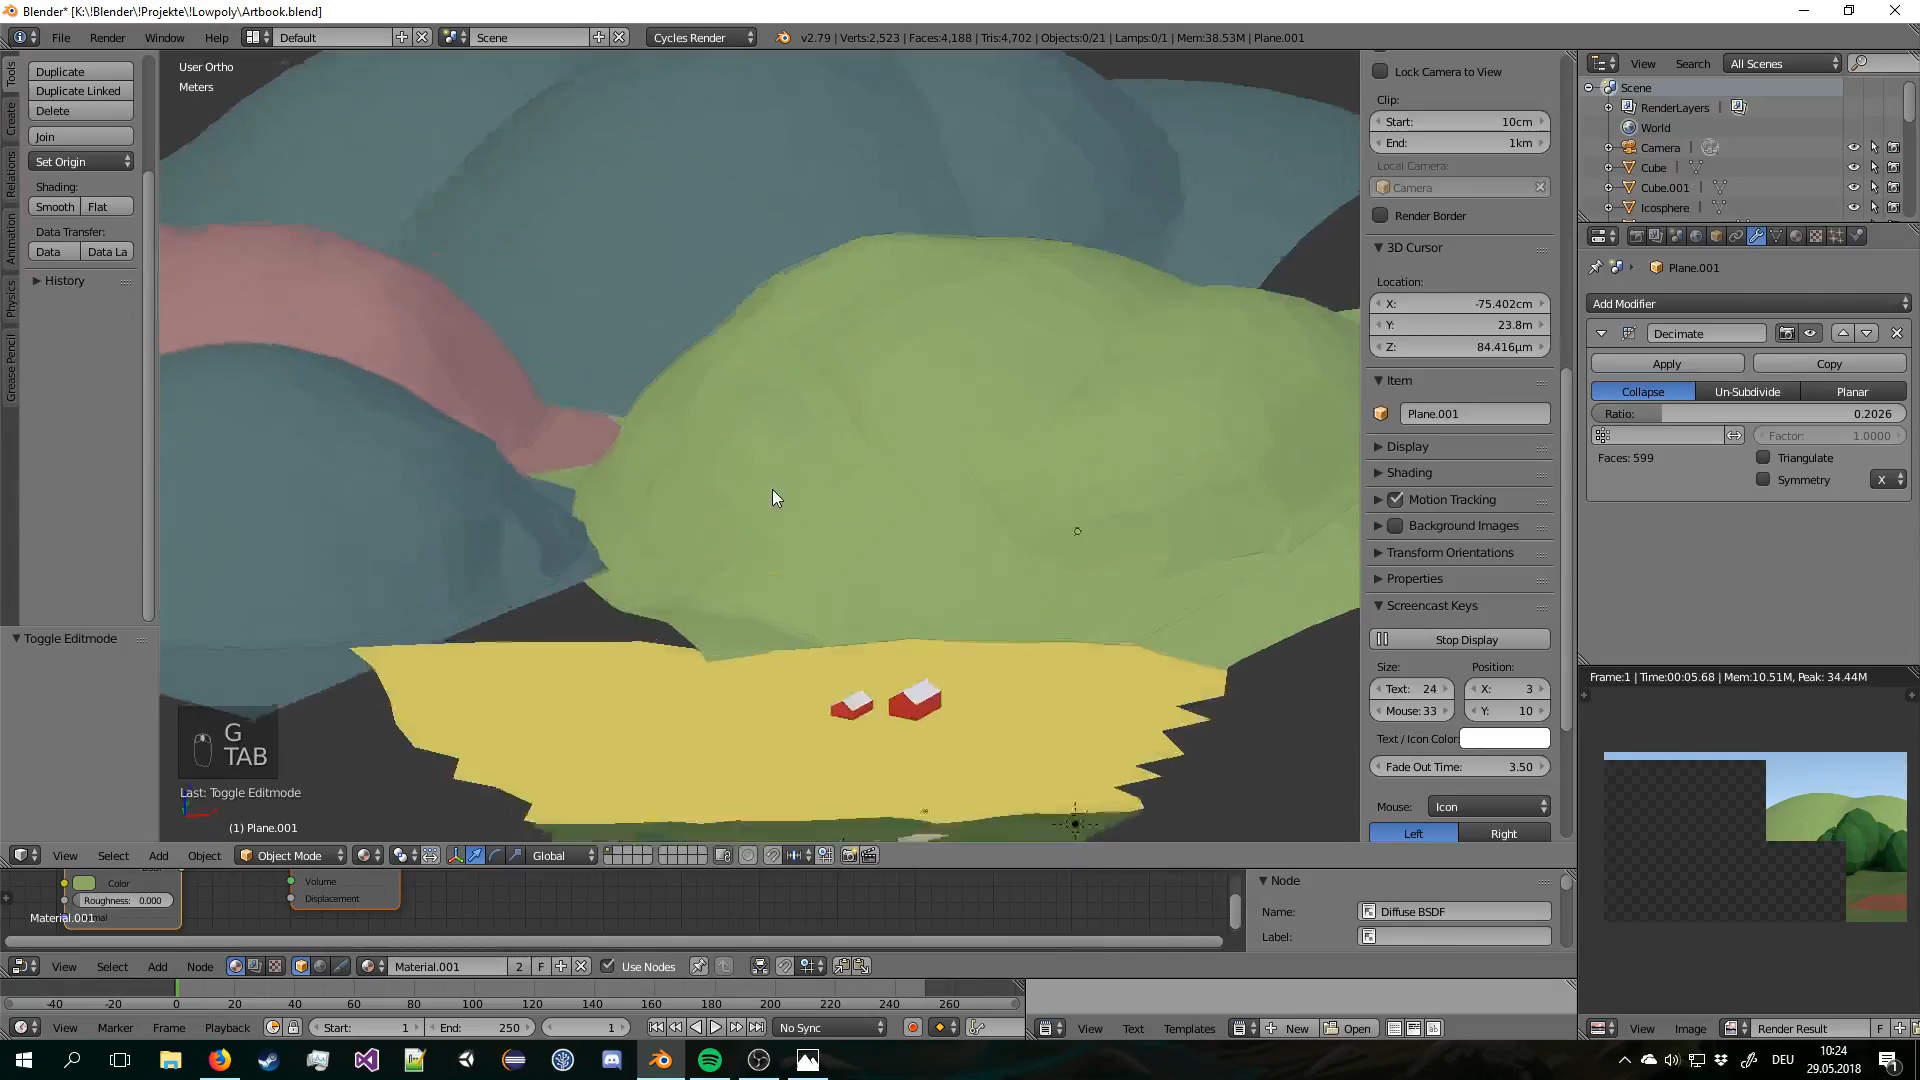 Blender* [K:\!Blender\!Projekte\!Lowpoly\Artbook.blend]
File Render Window Help Default Scene Cycles Render v2.79 | Verts:2,523 | Faces:4,188 | Tris:4,702 | Objects:0/21 | Lamps:0/1 | Mem:38.53M | Plane.001
Tools
Create
Relations
Animation
Physics
Grease Pencil
Duplicate
Duplicate Linked
Delete
Join
Set Origin
Shading:
Smooth Flat
Data Transfer:
Data Data La
History
Toggle Editmode
User Ortho
Meters
G
TAB
Last: Toggle Editmode
(1) Plane.001
Lock Camera to View
Clip:
Start: 10cm
End: 1km
Local Camera:
Camera
Render Border
3D Cursor
Location:
X: -75.402cm
Y: 23.8m
Z: 84.416µm
Item
Plane.001
Display
Shading
Motion Tracking
Background Images
Transform Orientations
Properties
Screencast Keys
Stop Display
Size: Position:
Text: 24 X: 3
Mouse: 33 Y: 10
Text / Icon Color:
Fade Out Time: 3.50
Mouse: Icon
Left Right
View Search All Scenes
Scene
RenderLayers
World
Camera
Cube
Cube.001
Icosphere
Plane.001
Add Modifier
Decimate
Apply Copy
Collapse Un-Subdivide Planar
Ratio: 0.2026
Factor: 1.0000
Faces: 599 Triangulate
Symmetry X
Frame:1 | Time:00:05.68 | Mem:10.51M, Peak: 34.44M
View Select Add Object Object Mode Global
Color
Roughness: 0.000
Material.001
Volume
Displacement
Node
Name: Diffuse BSDF
Label:
View Select Add Node Material.001 2 F Use Nodes
-40 -20 0 20 40 60 80 100 120 140 160 180 200 220 240 260
View Marker Frame Playback Start: 1 End: 250 1 No Sync
View Text Templates New Open
View Image Render Result F
DEU
10:24
29.05.2018
1